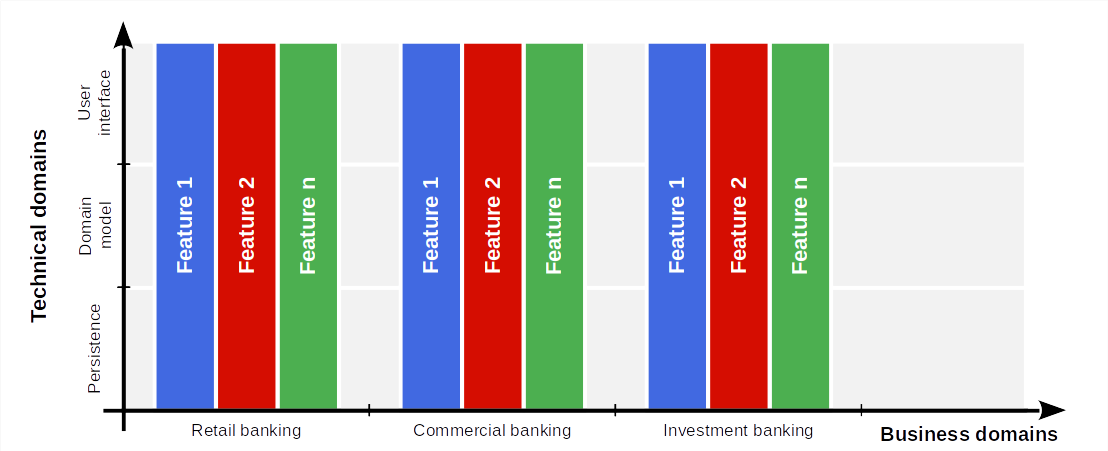 Technical domains
User
interface
Domain
model
Persistence
Feature 1
Feature 2
Feature n
Feature 1
Feature 2
Feature n
Feature 1
Feature 2
Feature n
Retail banking
Commercial banking
Investment banking
Business domains